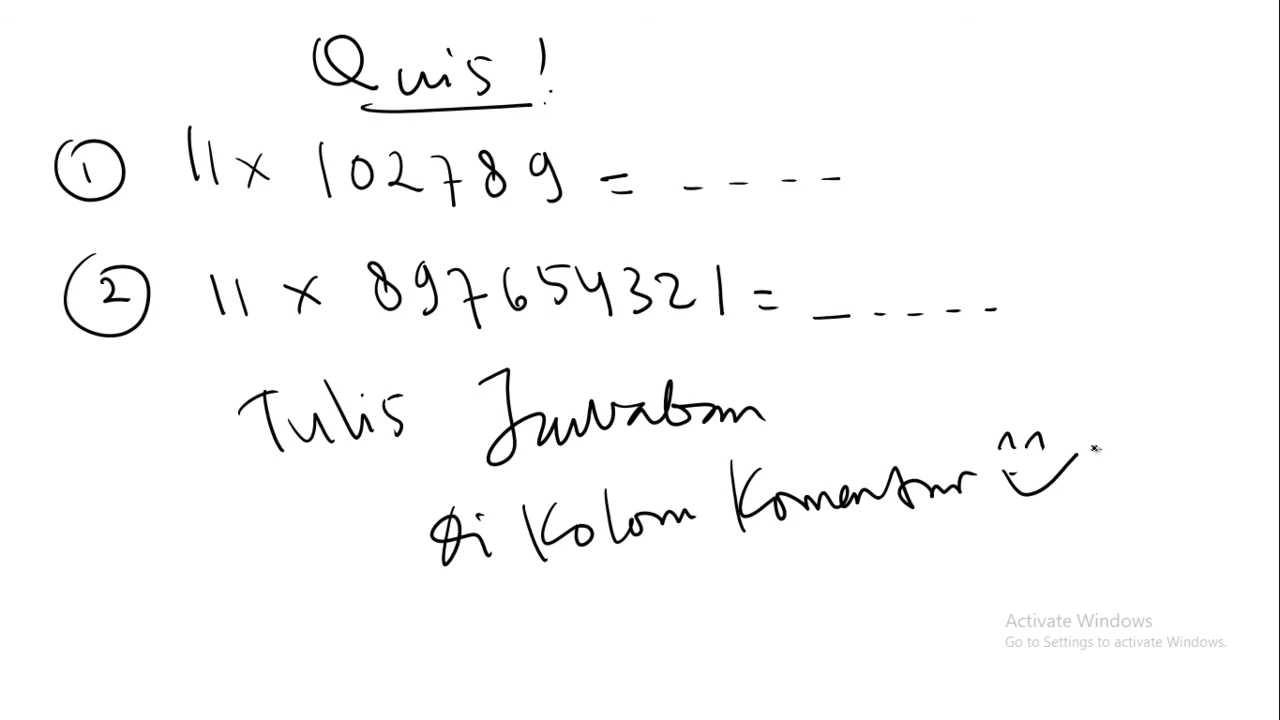 Quis!
① 11 x 102789 = - - - -
② 11 x 897654321 = - - - - -
Tulis Jawaban
di Kolom Komentar ^^
Activate Windows
Go to Settings to activate Windows.